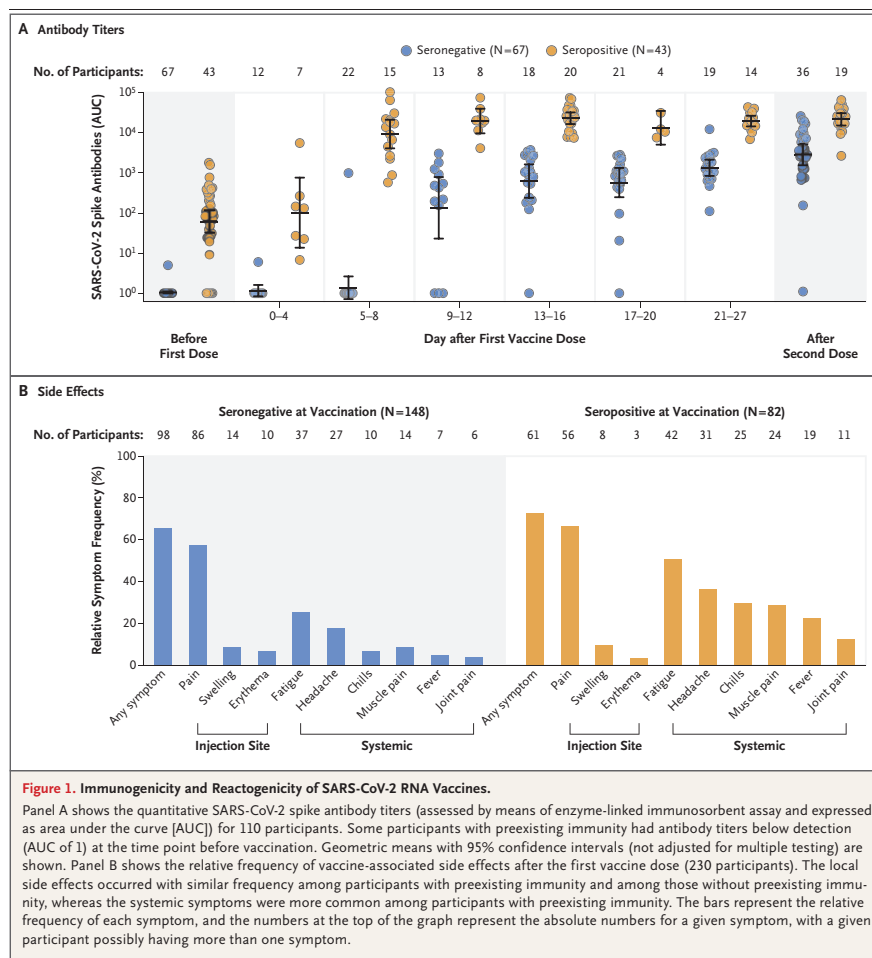 A Antibody Titers
Seronegative (N=67) Seropositive (N=43)
No. of Participants: 67 43 12 7 22 15 13 8 18 20 21 4 19 14 36 19
SARS-CoV-2 Spike Antibodies (AUC)
10⁵
10⁴
10³
10²
10¹
10⁰
0–4 5–8 9–12 13–16 17–20 21–27
Before First Dose
Day after First Vaccine Dose
After Second Dose
B Side Effects
Seronegative at Vaccination (N=148) Seropositive at Vaccination (N=82)
No. of Participants: 98 86 14 10 37 27 10 14 7 6 61 56 8 3 42 31 25 24 19 11
Relative Symptom Frequency (%)
100
80
60
40
20
0
Any symptom Pain Swelling Erythema Fatigue Headache Chills Muscle pain Fever Joint pain Any symptom Pain Swelling Erythema Fatigue Headache Chills Muscle pain Fever Joint pain
Injection Site Systemic Injection Site Systemic
Figure 1. Immunogenicity and Reactogenicity of SARS-CoV-2 RNA Vaccines.
Panel A shows the quantitative SARS-CoV-2 spike antibody titers (assessed by means of enzyme-linked immunosorbent assay and expressed
as area under the curve [AUC]) for 110 participants. Some participants with preexisting immunity had antibody titers below detection
(AUC of 1) at the time point before vaccination. Geometric means with 95% confidence intervals (not adjusted for multiple testing) are
shown. Panel B shows the relative frequency of vaccine-associated side effects after the first vaccine dose (230 participants). The local
side effects occurred with similar frequency among participants with preexisting immunity and among those without preexisting immu-
nity, whereas the systemic symptoms were more common among participants with preexisting immunity. The bars represent the relative
frequency of each symptom, and the numbers at the top of the graph represent the absolute numbers for a given symptom, with a given
participant possibly having more than one symptom.